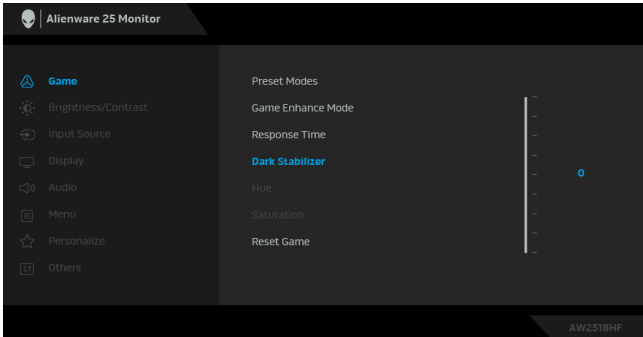 Alienware 25 Monitor
Game
Brightness/Contrast
Input Source
Display
Audio
Menu
Personalize
Others
Preset Modes
Game Enhance Mode
Response Time
Dark Stabilizer
Hue
Saturation
Reset Game
0
AW2518HF